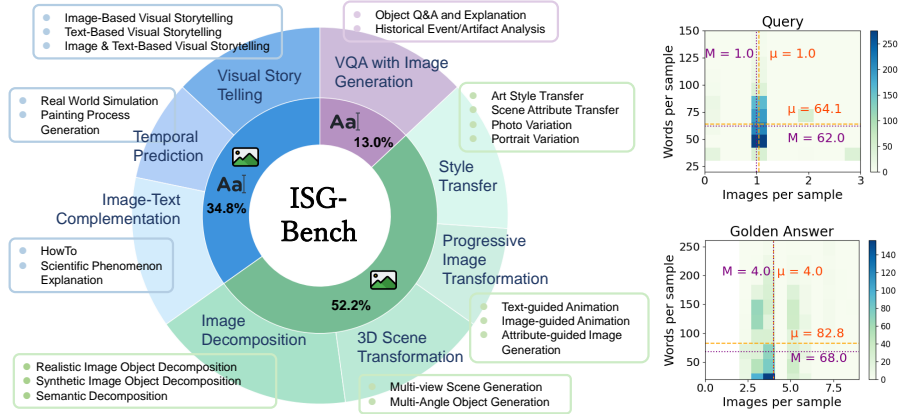 Image-Based Visual Storytelling
Text-Based Visual Storytelling
Image & Text-Based Visual Storytelling
Object Q&A and Explanation
Historical Event/Artifact Analysis
Visual Story
Telling
VQA with Image
Generation
Real World Simulation
Painting Process
Generation
Temporal
Prediction
Art Style Transfer
Scene Attribute Transfer
Photo Variation
Portrait Variation
Aa
13.0%
Aa
34.8%
Style
Transfer
ISG-
Bench
Image-Text
Complementation
HowTo
Scientific Phenomenon
Explanation
Progressive
Image
Transformation
52.2%
Text-guided Animation
Image-guided Animation
Attribute-guided Image
Generation
Image
Decomposition
3D Scene
Transformation
Realistic Image Object Decomposition
Synthetic Image Object Decomposition
Semantic Decomposition
Multi-view Scene Generation
Multi-Angle Object Generation
Query
Words per sample
150
125
100
75
50
25
M = 1.0
μ = 1.0
μ = 64.1
M = 62.0
0 1 2 3
Images per sample
250
200
150
100
50
0
Golden Answer
Words per sample
250
200
150
100
50
M = 4.0
μ = 4.0
μ = 82.8
M = 68.0
0.0 2.5 5.0 7.5
Images per sample
140
120
100
80
60
40
20
0